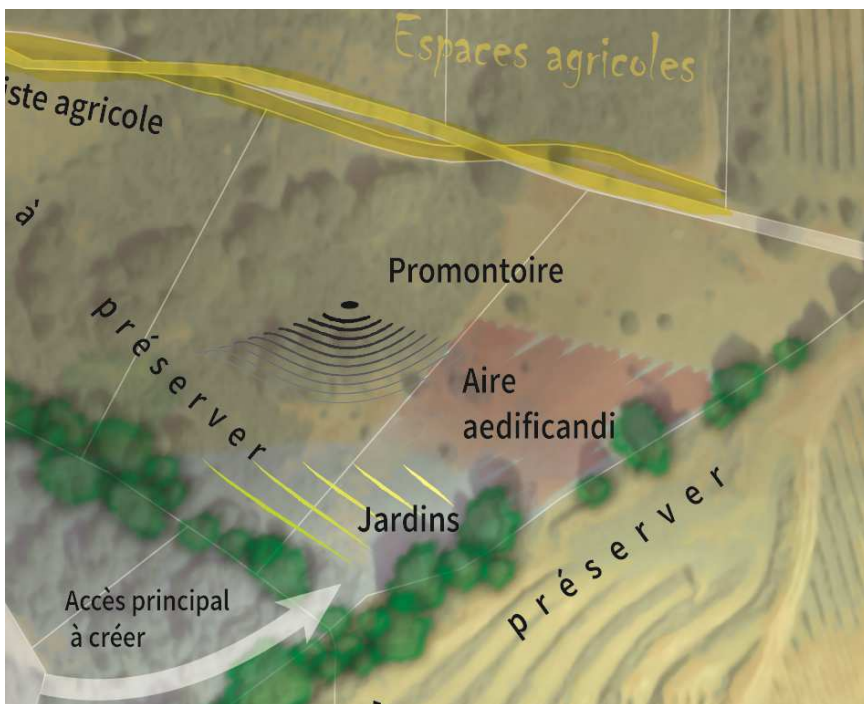 Espaces agricoles
iste agricole
à
Promontoire
préserver
Aire
aedificandi
Jardins
préserver
Accès principal
à créer